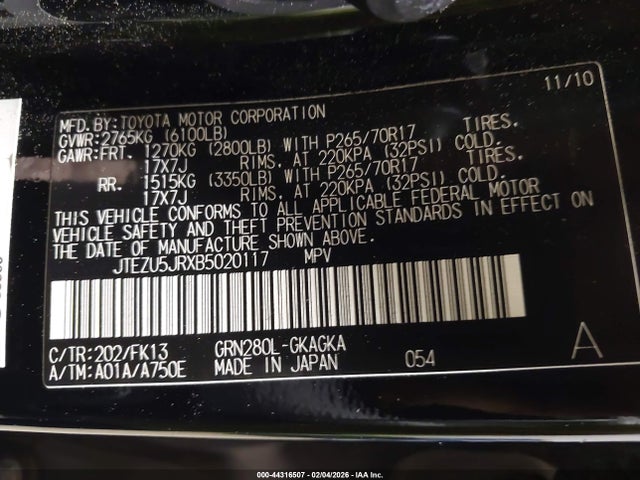 11/10
MFD. BY: TOYOTA MOTOR CORPORATION
GVWR: 2765KG (6100LB)
GAWR: FRT. 1270KG (2800LB) WITH P265/70R17 TIRES.
17X7J RIMS. AT 220KPA (32PSI) COLD.
RR. 1515KG (3350LB) WITH P265/70R17 TIRES.
17X7J RIMS. AT 220KPA (32PSI) COLD.
THIS VEHICLE CONFORMS TO ALL APPLICABLE FEDERAL MOTOR
VEHICLE SAFETY AND THEFT PREVENTION STANDARDS IN EFFECT ON
THE DATE OF MANUFACTURE SHOWN ABOVE.
JTEZU5JRXB5020117 MPV
C/TR: 202/FK13 GRN280L-GKAGKA
A/TM: A01A/A750E MADE IN JAPAN 054 A
000-44316507 - 02/04/2026 - IAA Inc.